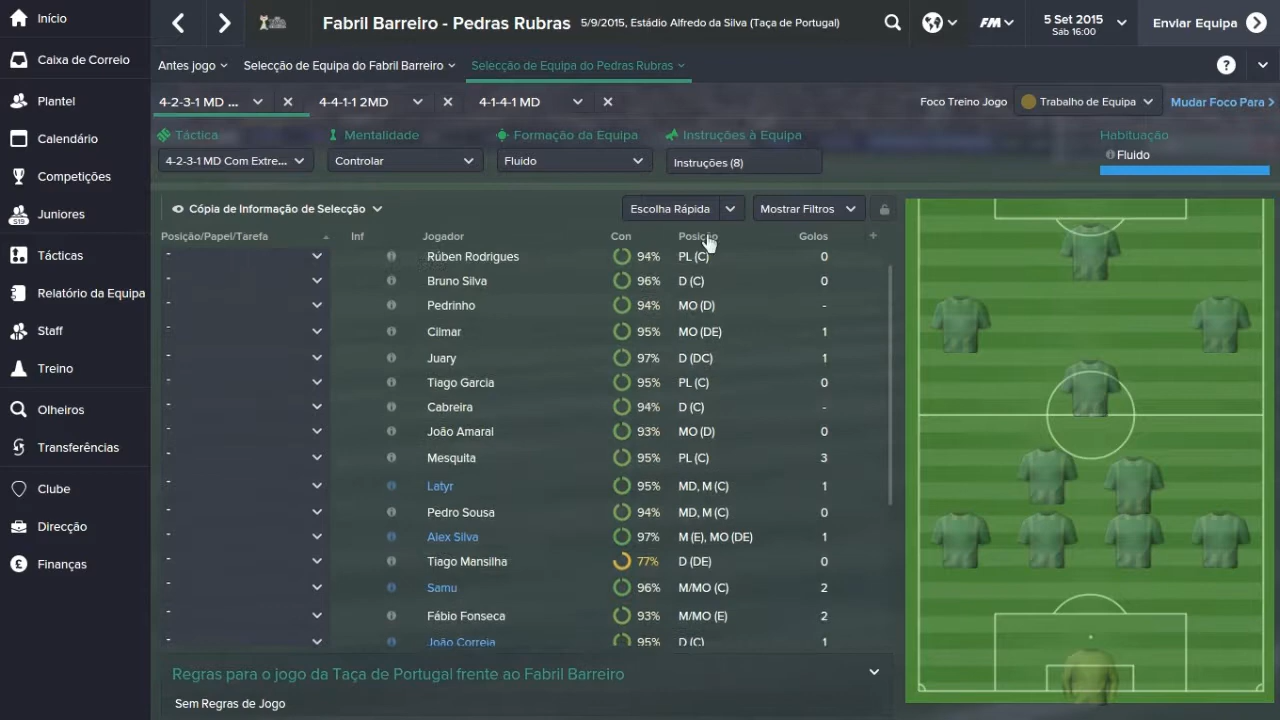 Início
Caixa de Correio
Plantel
Calendário
Competições
S19
Juniores
Tácticas
Relatório da Equipa
Staff
Treino
Olheiros
Transferências
Clube
Direcção
£
Finanças
Fabril Barreiro - Pedras Rubras
5/9/2015, Estádio Alfredo da Silva (Taça de Portugal)
FM
5 Set 2015
Sáb 16:00
Enviar Equipa
Antes jogo
Selecção de Equipa do Fabril Barreiro
Selecção de Equipa do Pedras Rubras
?
4-2-3-1 MD ...
4-4-1-1 2MD
4-1-4-1 MD
Foco Treino Jogo
Trabalho de Equipa
Mudar Foco Para
Táctica
Mentalidade
Formação da Equipa
Instruções à Equipa
Habituação
4-2-3-1 MD Com Extre...
Controlar
Fluido
Instruções (8)
Fluido
Cópia de Informação de Selecção
Escolha Rápida
Mostrar Filtros
Posição/Papel/Tarefa Inf Jogador Con Posição Golos +
- Rúben Rodrigues 94% PL (C) 0
- Bruno Silva 96% D (C) 0
- Pedrinho 94% MO (D) -
- Cilmar 95% MO (DE) 1
- Juary 97% D (DC) 1
- Tiago Garcia 95% PL (C) 0
- Cabreira 94% D (C) -
- João Amaral 93% MO (D) 0
- Mesquita 95% PL (C) 3
- Latyr 95% MD, M (C) 1
- Pedro Sousa 94% MD, M (C) 0
- Alex Silva 97% M (E), MO (DE) 1
- Tiago Mansilha 77% D (DE) 0
- Samu 96% M/MO (C) 2
- Fábio Fonseca 93% M/MO (E) 2
- João Correia 95% D (C) 1
Regras para o jogo da Taça de Portugal frente ao Fabril Barreiro
Sem Regras de Jogo